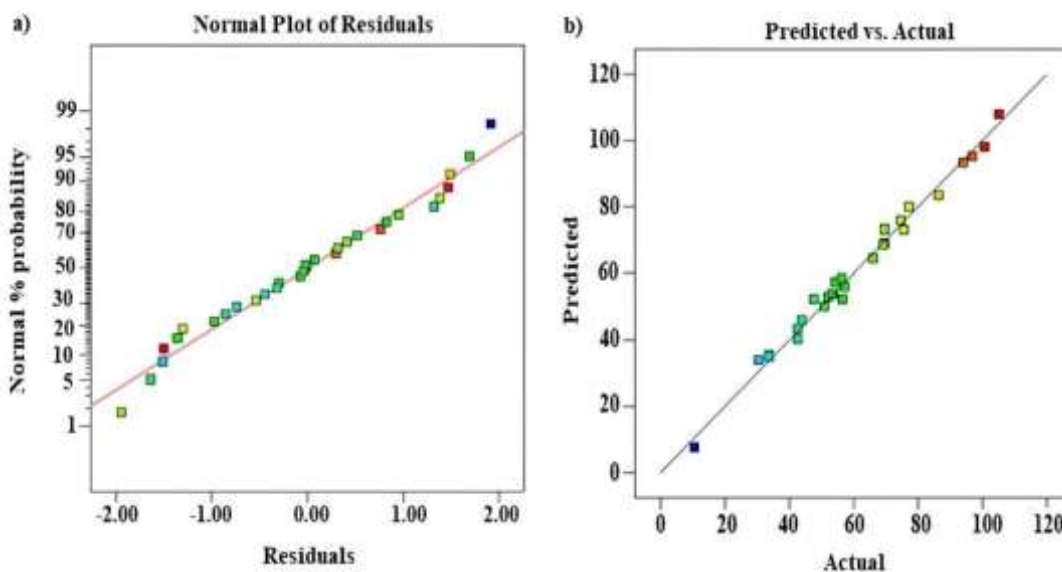 a) Normal Plot of Residuals
Normal % probability
99
95
90
80
70
50
30
20
10
5
1
-2.00 -1.00 0.00 1.00 2.00
Residuals
b) Predicted vs. Actual
Predicted
120
100
80
60
40
20
0
0 20 40 60 80 100 120
Actual